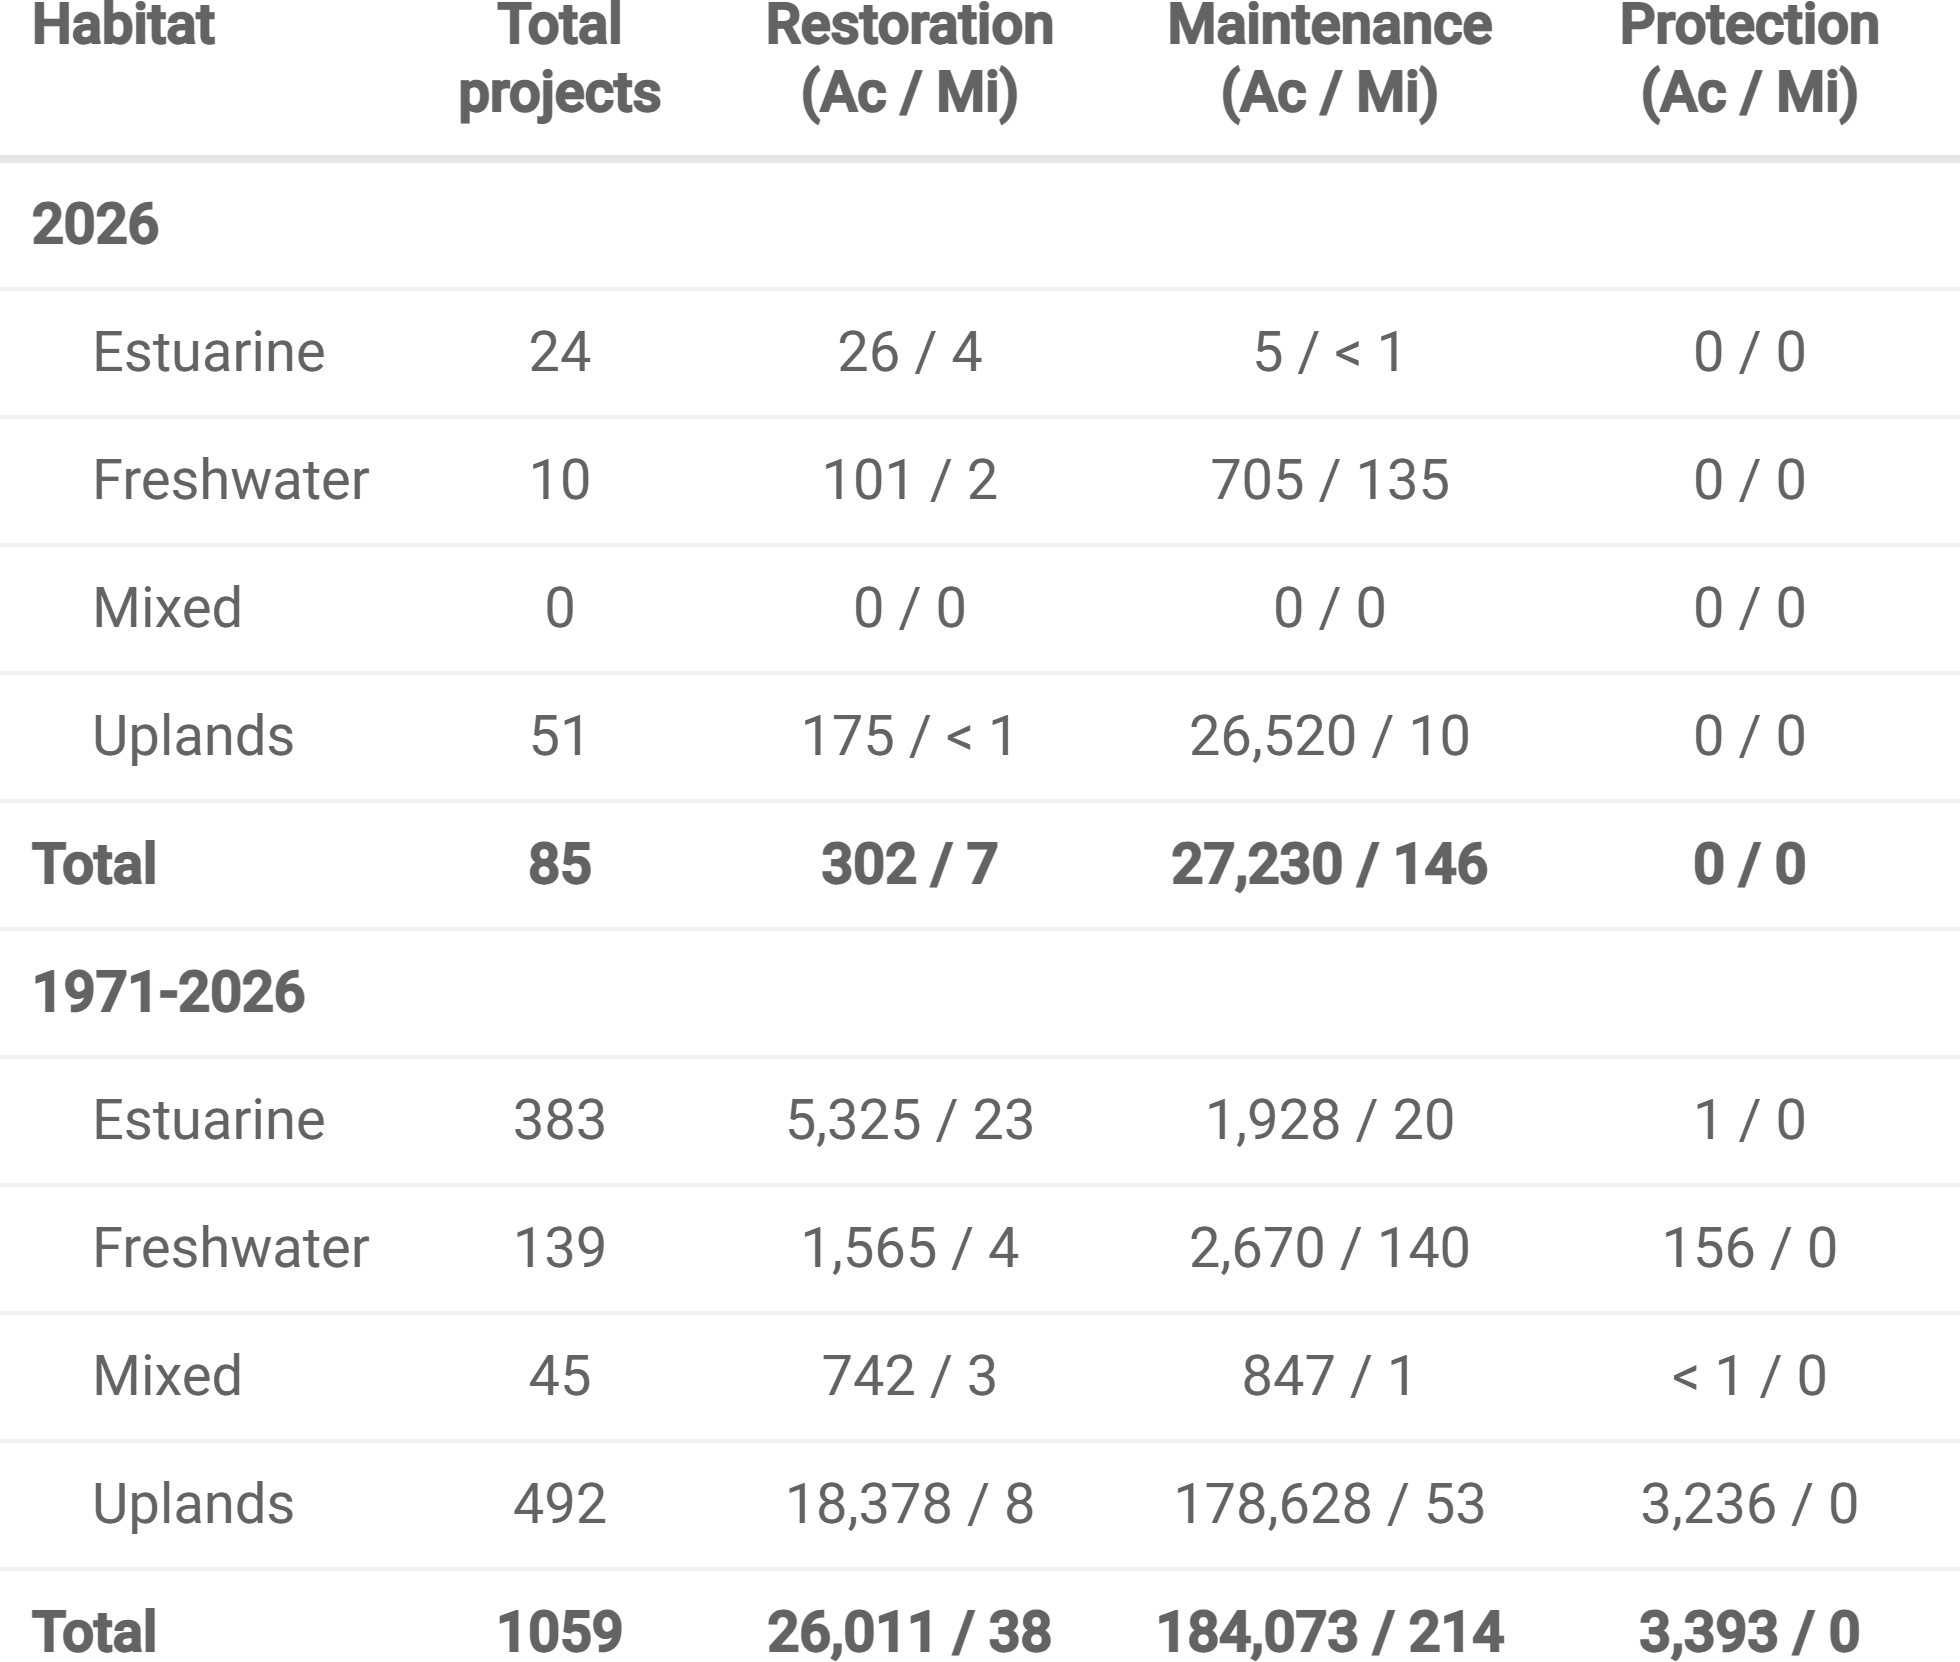 Habitat Total projects Restoration (Ac / Mi) Maintenance (Ac / Mi) Protection (Ac / Mi)
2026
Estuarine 24 26 / 4 5 / < 1 0 / 0
Freshwater 10 101 / 2 705 / 135 0 / 0
Mixed 0 0 / 0 0 / 0 0 / 0
Uplands 51 175 / < 1 26,520 / 10 0 / 0
Total 85 302 / 7 27,230 / 146 0 / 0
1971-2026
Estuarine 383 5,325 / 23 1,928 / 20 1 / 0
Freshwater 139 1,565 / 4 2,670 / 140 156 / 0
Mixed 45 742 / 3 847 / 1 < 1 / 0
Uplands 492 18,378 / 8 178,628 / 53 3,236 / 0
Total 1059 26,011 / 38 184,073 / 214 3,393 / 0